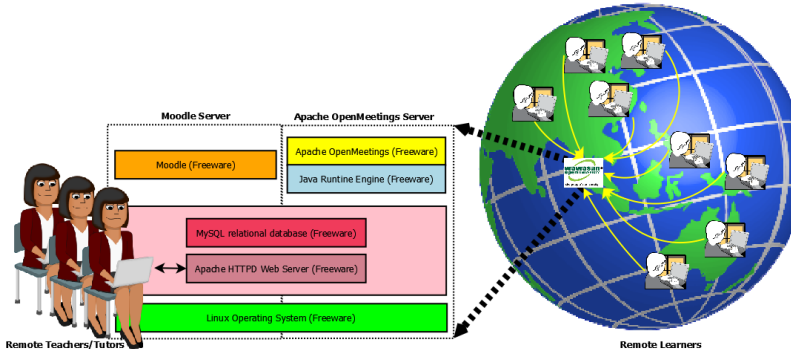 Moodle Server
Apache OpenMeetings Server
Moodle (Freeware)
Apache OpenMeetings (Freeware)
Java Runtime Engine (Freeware)
MySQL relational database (Freeware)
Apache HTTPD Web Server (Freeware)
Linux Operating System (Freeware)
Remote Teachers/Tutors
Remote Learners